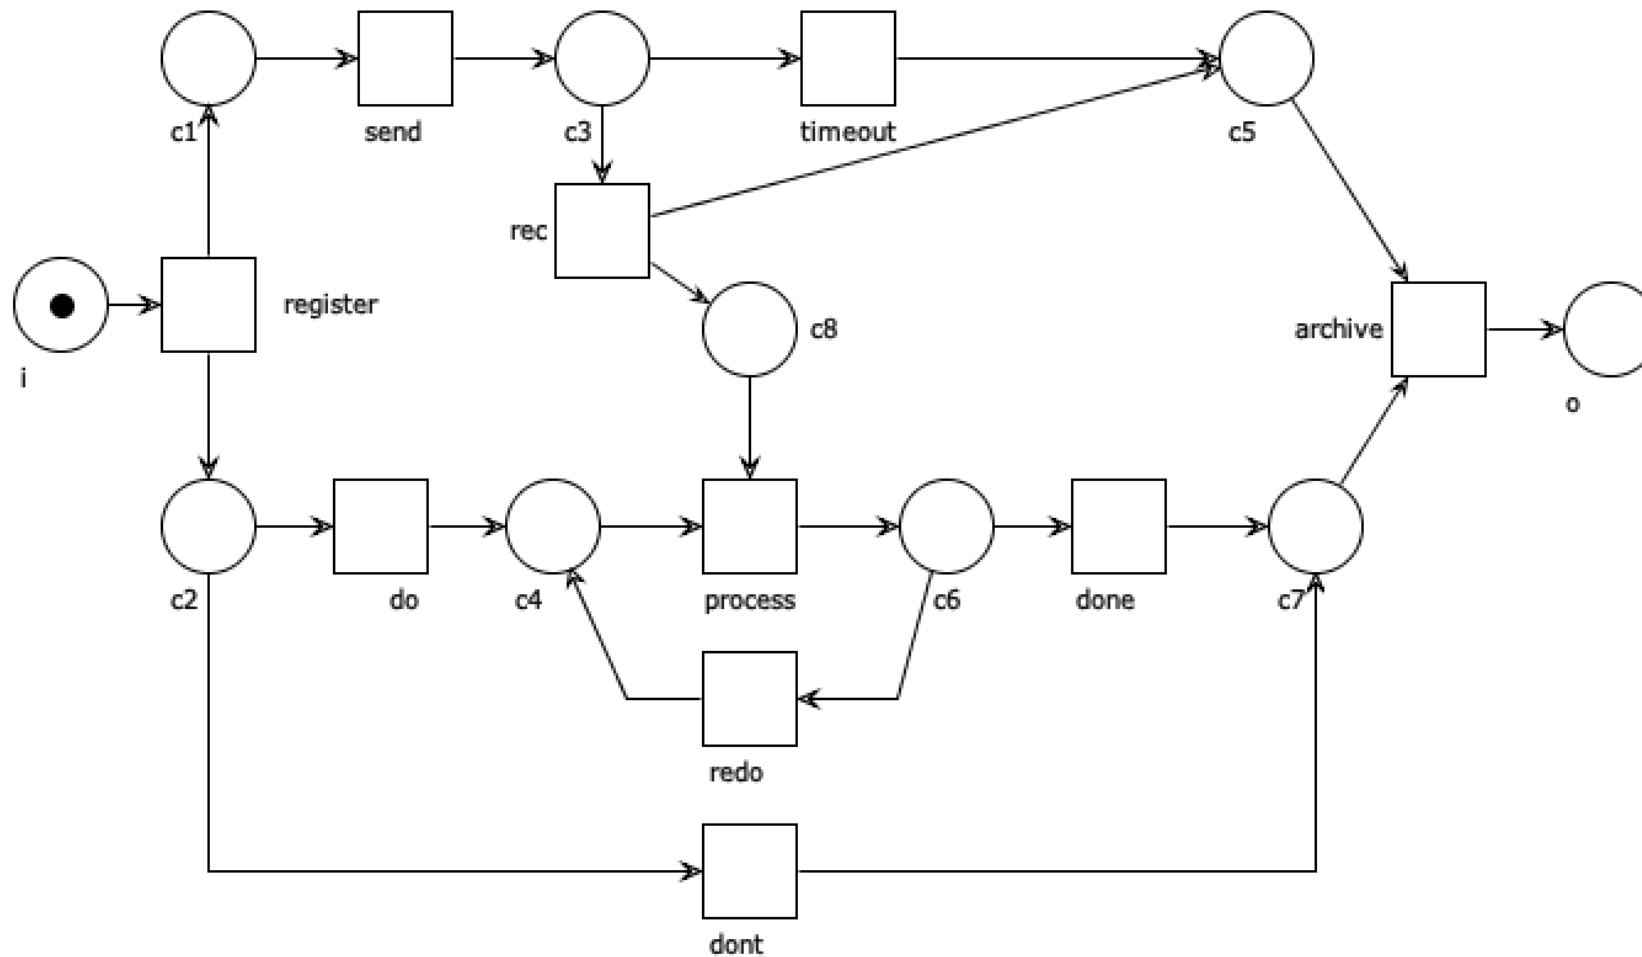 c1
send
c3
timeout
c5
rec
register
c8
archive
i
o
c2
do
c4
process
c6
done
c7
redo
dont